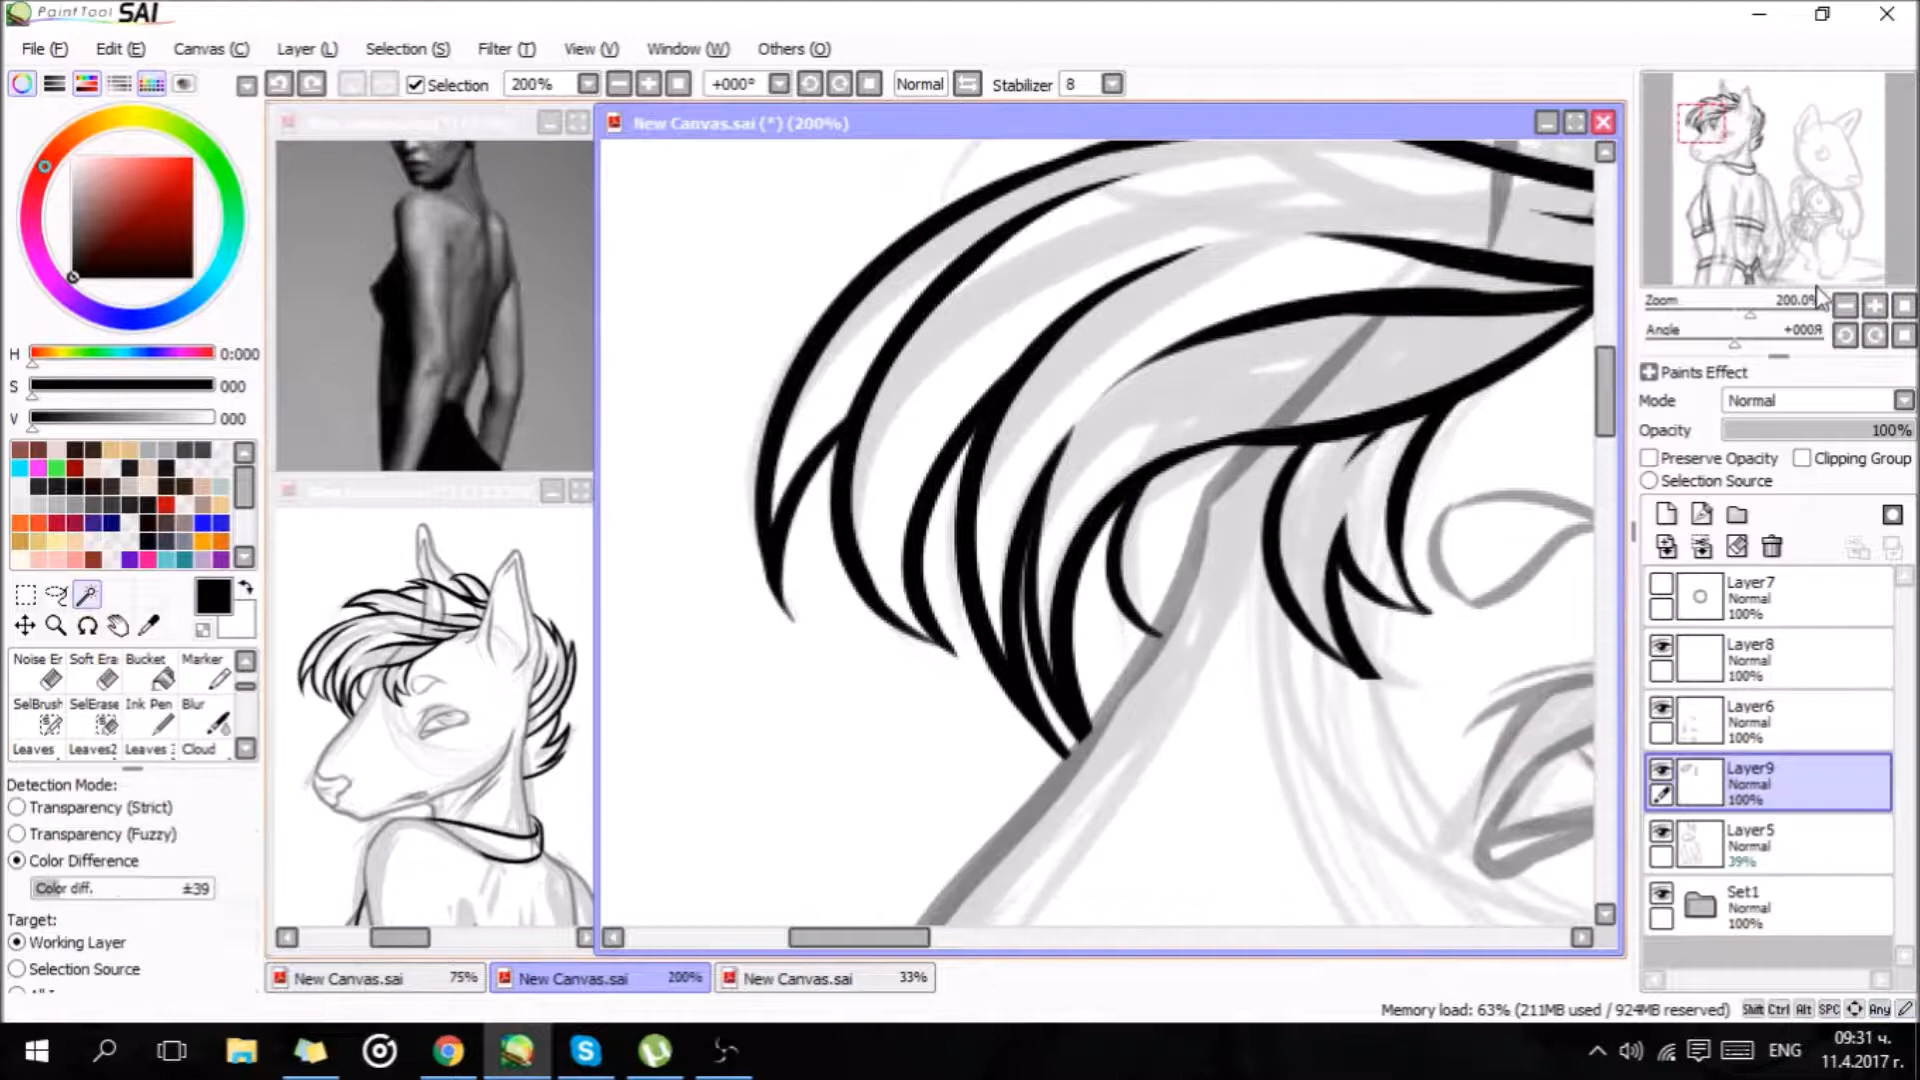 PaintTool SAI
File (F) Edit (E) Canvas (C) Layer (L) Selection (S) Filter (T) View (V) Window (W) Others (O)
Selection 200% +000° Normal Stabilizer 8
New Canvas.sai (*) (200%)
Zoom 200.0%
Angle +000Я
H 0:000
S 000
V 000
Paints Effect
Mode Normal
Opacity 100%
Preserve Opacity Clipping Group
Selection Source
Layer7
Normal
100%
Layer8
Normal
100%
Layer6
Normal
100%
Layer9
Normal
100%
Layer5
Normal
39%
Set1
Normal
100%
Noise Er Soft Era Bucket Marker
SelBrush SelErase Ink Pen Blur
Leaves Leaves2 Leaves Cloud
Detection Mode:
Transparency (Strict)
Transparency (Fuzzy)
Color Difference
Color diff. ±39
Target:
Working Layer
Selection Source
New Canvas.sai 75% New Canvas.sai 200% New Canvas.sai 33%
Memory load: 63% (211MB used / 924MB reserved) Shift Ctrl Alt SPC Any
ENG
09:31 ч.
11.4.2017 г.